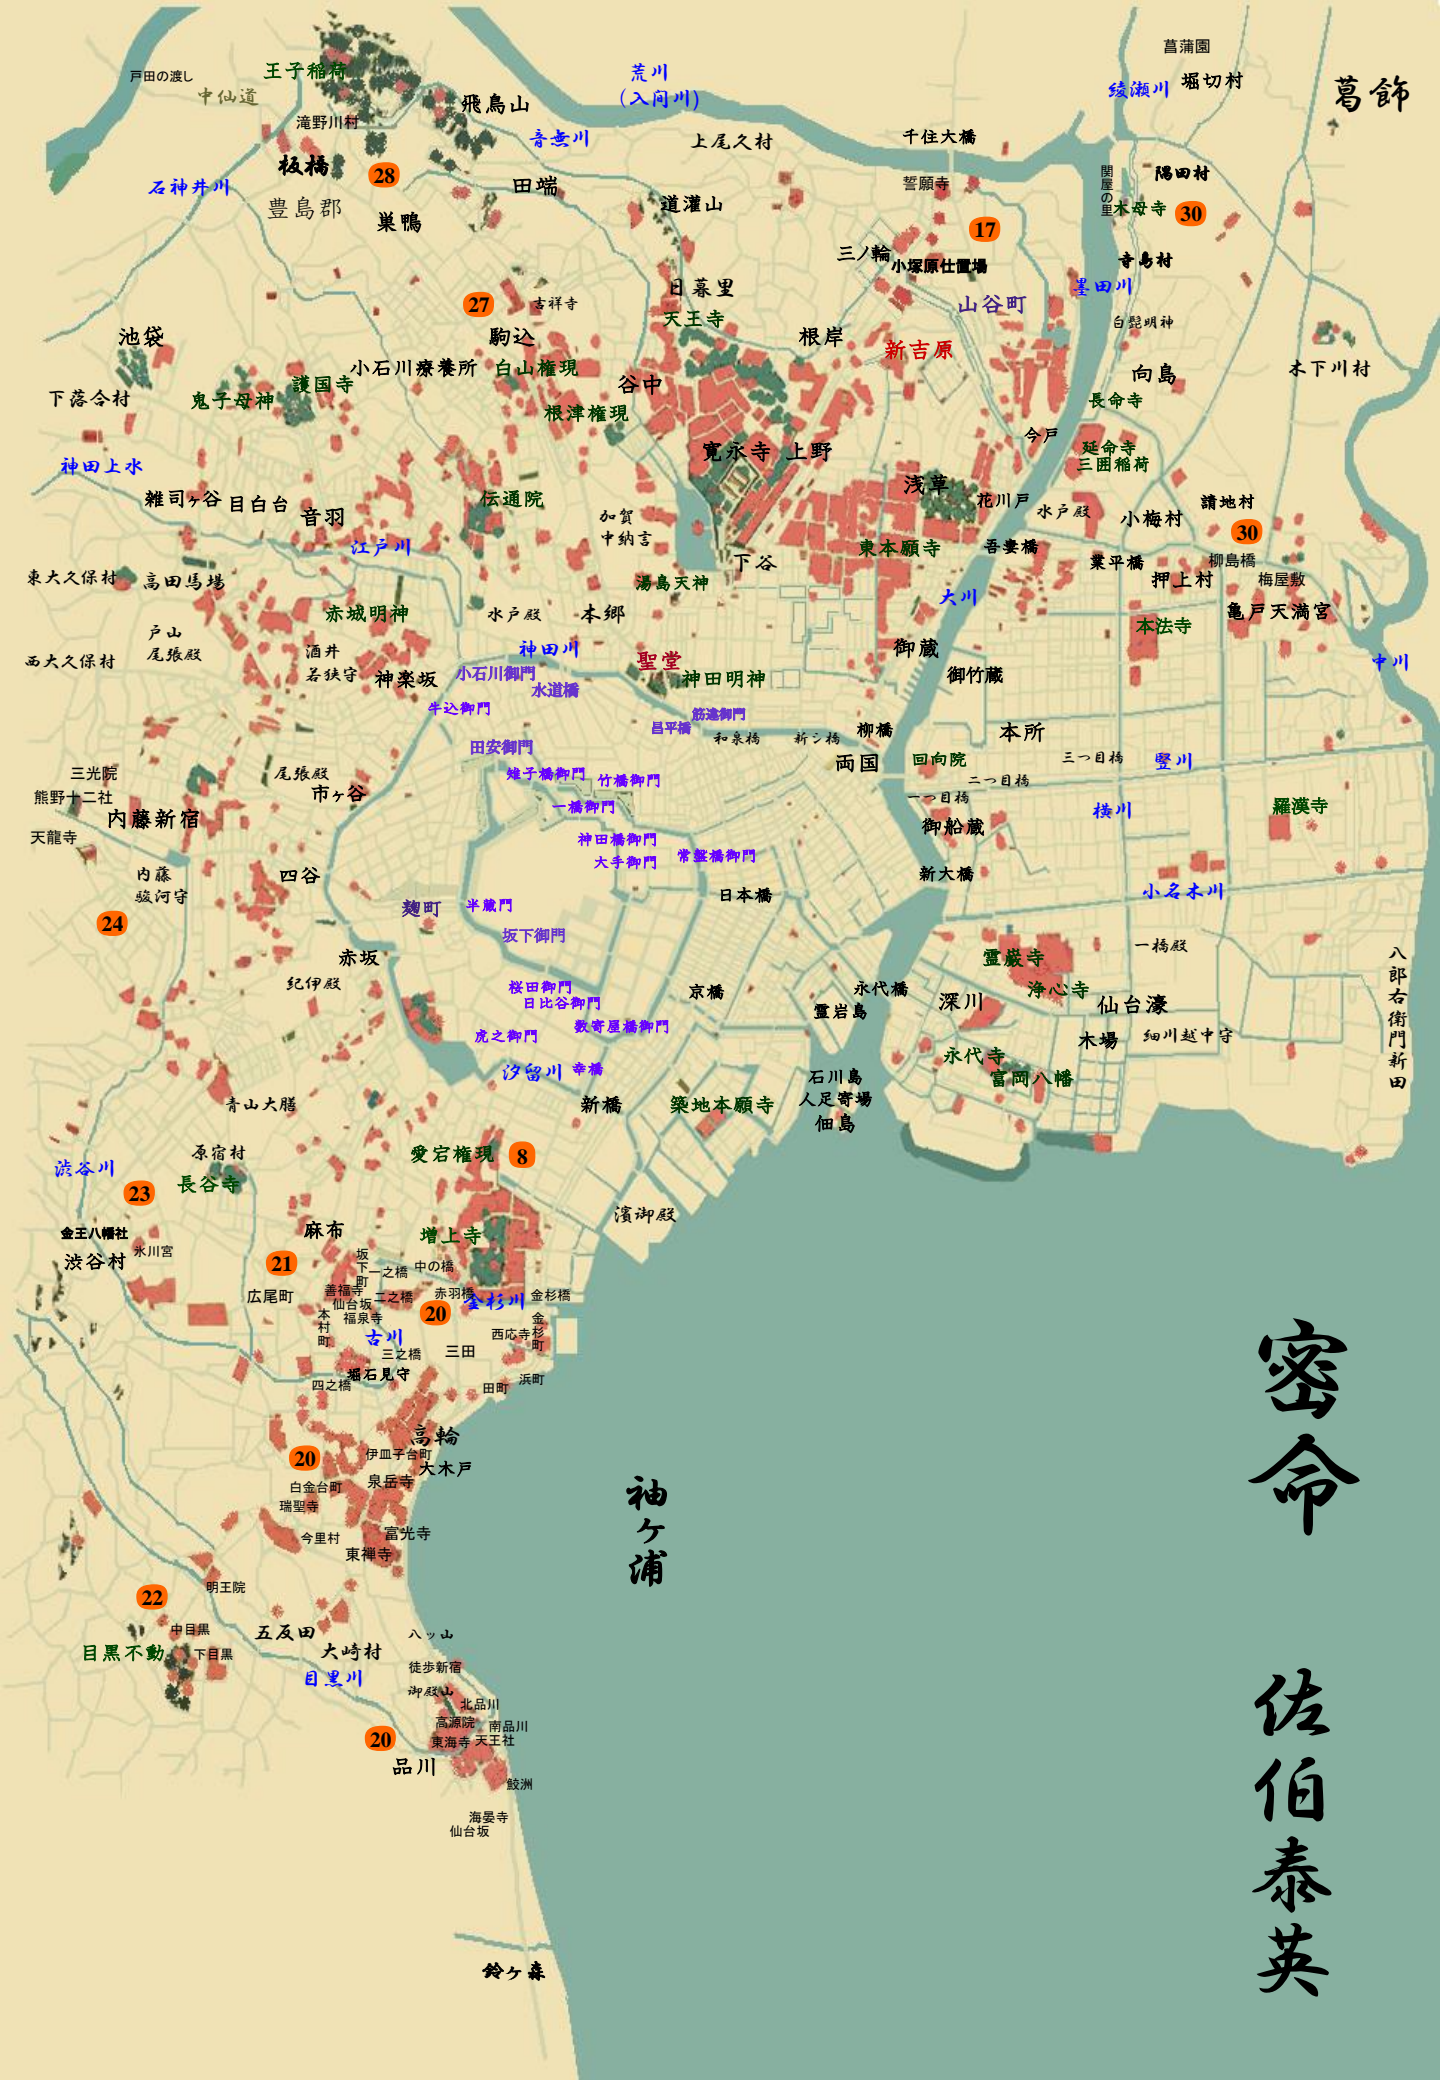 菖蒲園
戸田の渡し
王子稲荷
荒川
(入间川)
綾瀬川
堀切村
葛飾
中仙道
飛鳥山
滝野川村
音無川
上尾久村
千住大橋
板橋
28
石神井川
田端
誓願寺
関屋の里
隅田村
木母寺
30
豊島郡
巣鴨
道灌山
17
三ノ輪
小塚原仕置場
寺島村
墨田川
日暮里
27
吉祥寺
山谷町
天王寺
白髭明神
池袋
駒込
根岸
新吉原
小石川療養所
白山権現
向島
木下川村
護国寺
谷中
下落合村
鬼子母神
長命寺
根津権現
今戸
寛永寺
上野
延命寺
三囲稲荷
神田上水
浅草
雑司ヶ谷
目白台
伝通院
花川戸
水戸殿
請地村
音羽
加賀
中納言
小梅村
30
江戸川
下谷
東本願寺
吾妻橋
業平橋
柳島橋
東大久保村
高田馬場
湯島天神
押上村
梅屋敷
大川
赤城明神
水戸殿
本郷
亀戸天満宮
本法寺
戸山
尾張殿
酒井
若狭守
神田川
御蔵
西大久保村
聖堂
中川
神楽坂
小石川御門
神田明神
御竹蔵
水道橋
牛込御門
筋違御門
昌平橋
和泉橋
新シ橋
柳橋
本所
田安御門
両国
回向院
三つ目橋
竪川
三光院
尾張殿
雉子橋御門
竹橋御門
二つ目橋
熊野十二社
市ヶ谷
一つ目橋
一橋御門
横川
羅漢寺
内藤新宿
御船蔵
天龍寺
神田橋御門
大手御門
常盤橋御門
内藤
駿河守
四谷
新大橋
日本橋
小名木川
麹町
半蔵門
24
坂下御門
一橋殿
赤坂
霊巌寺
八郎右衛門新田
紀伊殿
桜田御門
京橋
永代橋
浄心寺
日比谷御門
霊岩島
深川
仙台濠
虎之御門
数寄屋橋御門
木場
細川越中守
永代寺
汐留川
幸橋
石川島
人足寄場
佃島
富岡八幡
青山大膳
新橋
築地本願寺
原宿村
愛宕権現
8
渋谷川
長谷寺
23
濱御殿
金王八幡社
麻布
増上寺
渋谷村
氷川宮
21
坂下町
一之橋
中の橋
広尾町
善福寺
二之橋
赤羽橋
金杉川
金杉橋
仙台坂
20
本村町
福泉寺
金杉町
古川
西応寺
三之橋
三田
堀石見守
四之橋
田町
浜町
密命
高輪
20
伊皿子台町
大木戸
白金台町
泉岳寺
袖ヶ浦
瑞聖寺
今里村
富光寺
東禅寺
22
明王院
中目黒
五反田
八ッ山
目黒不動
下目黒
大崎村
徒歩新宿
目黒川
御殿山
北品川
佐伯泰英
高源院
南品川
20
東海寺
天王社
品川
鮫洲
海晏寺
仙台坂
鈴ヶ森